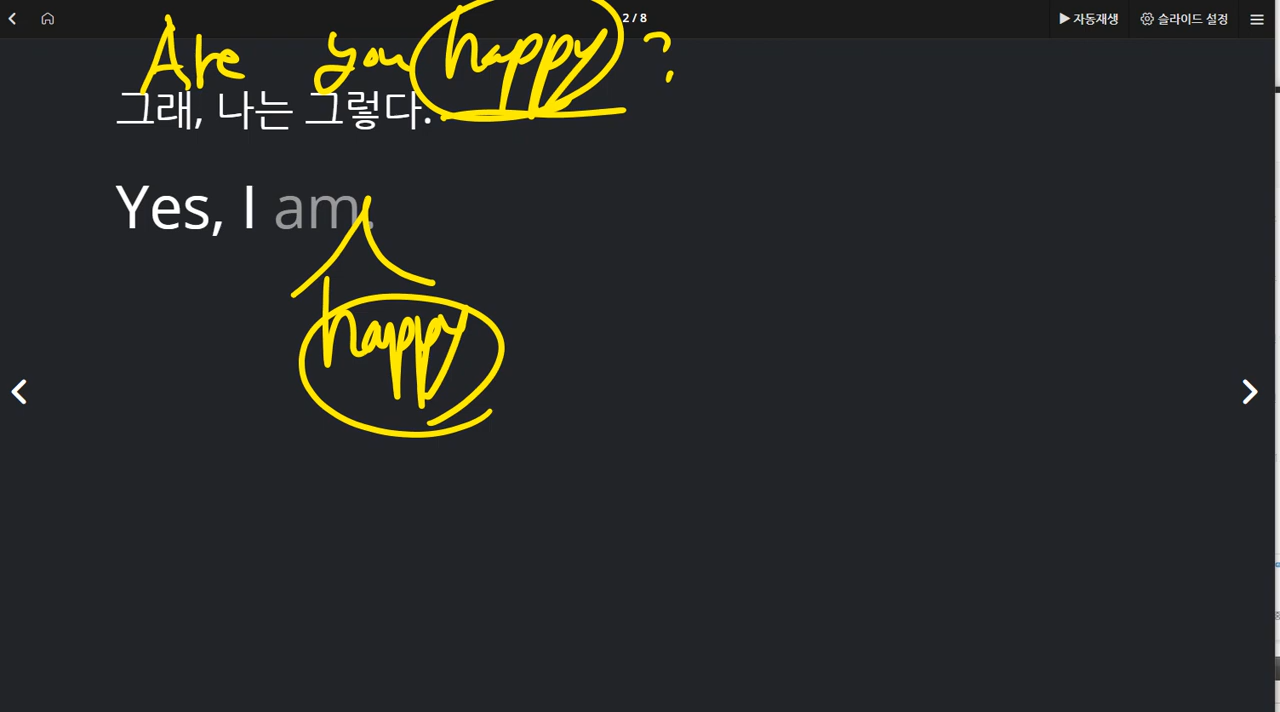 2 / 8
자동재생
슬라이드 설정
Are you happy ?
그래, 나는 그렇다.
Yes, I am.
happy